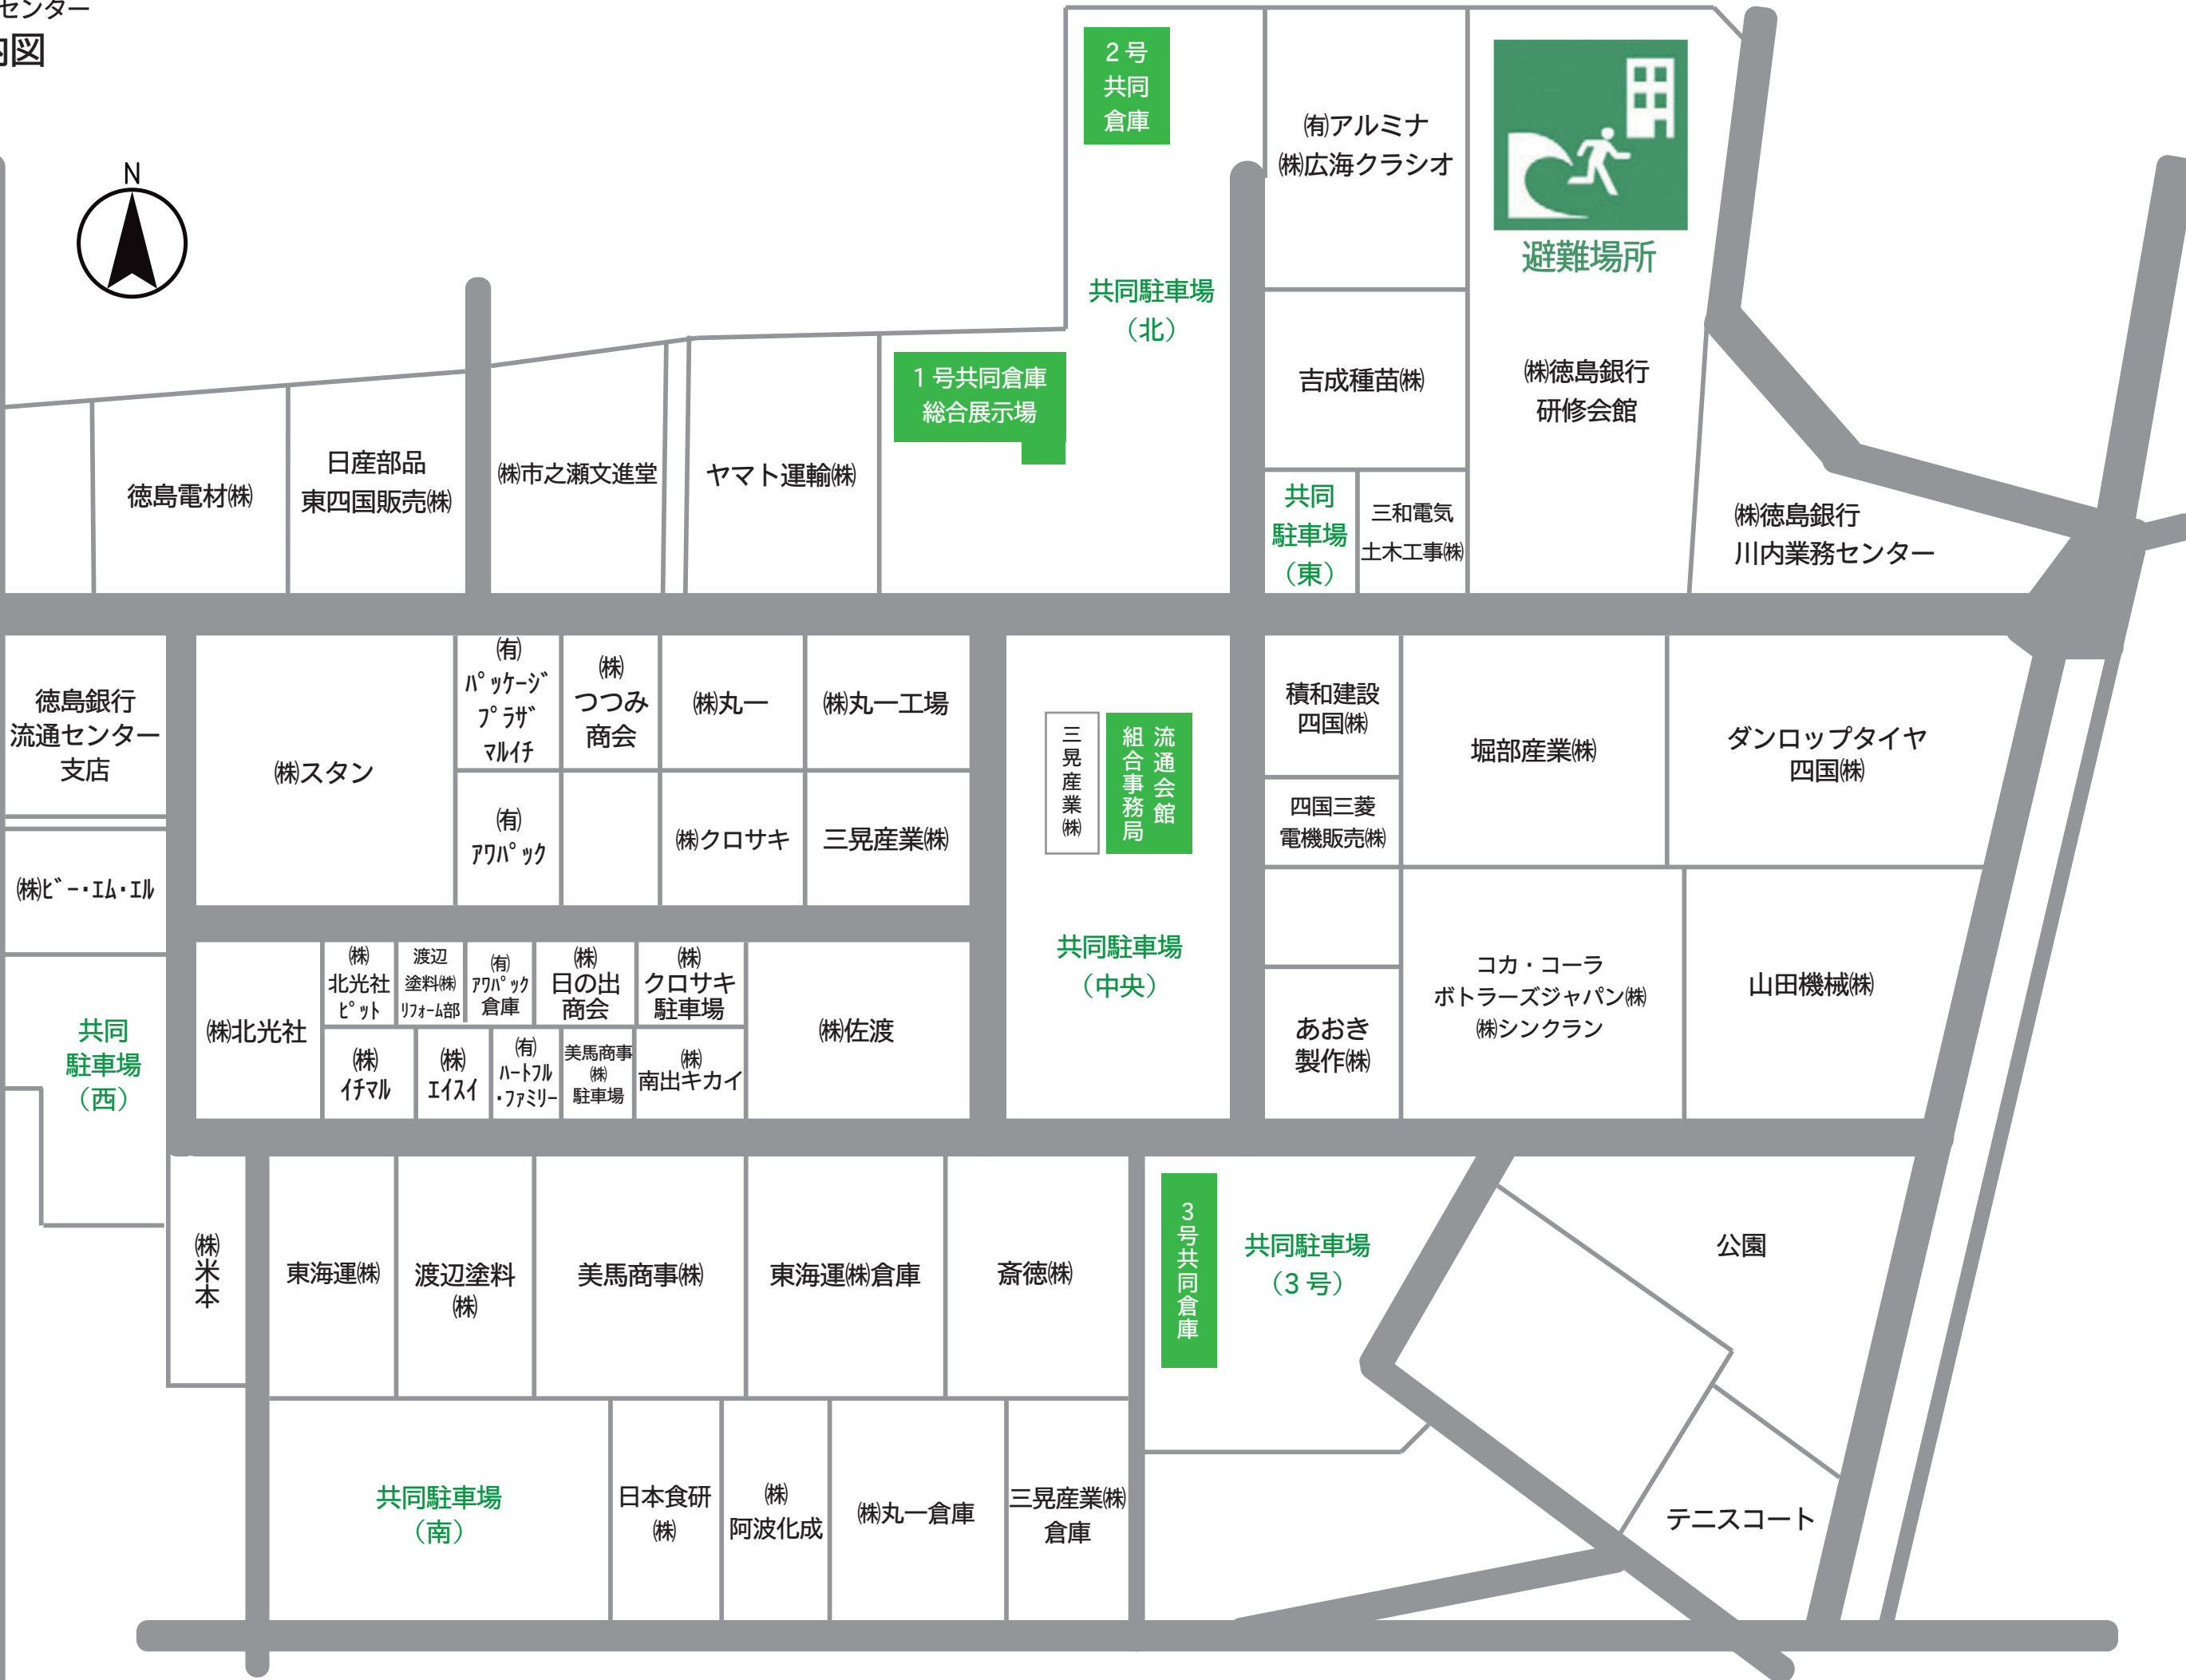 センター
内図
N
2号
共同
倉庫
㈲アルミナ
㈱広海クラシオ
避難場所
共同駐車場
（北）
1号共同倉庫
総合展示場
吉成種苗㈱
㈱徳島銀行
研修会館
徳島電材㈱
日産部品
東四国販売㈱
㈱市之瀬文進堂
ヤマト運輸㈱
共同
駐車場
（東）
三和電気
土木工事㈱
㈱徳島銀行
川内業務センター
徳島銀行
流通センター
支店
㈱スタン
㈲
ﾊﾟｯｹｰｼﾞ
ﾌﾟﾗｻﾞ
ﾏﾙｲﾁ
㈱
つつみ
商会
㈱丸一
㈱丸一工場
三晃産業㈱
流通会館
組合事務局
積和建設
四国㈱
堀部産業㈱
ダンロップタイヤ
四国㈱
㈲
ｱﾜﾊﾟｯｸ
㈱クロサキ
三晃産業㈱
四国三菱
電機販売㈱
㈱ﾋﾞｰ･ｴﾑ･ｴﾙ
㈱北光社
㈱
北光社
ﾋﾟｯﾄ
渡辺
塗料㈱
ﾘﾌｫｰﾑ部
㈲
ｱﾜﾊﾟｯｸ
倉庫
㈱
日の出
商会
㈱
クロサキ
駐車場
㈱佐渡
共同駐車場
（中央）
コカ・コーラ
ボトラーズジャパン㈱
㈱シンクラン
山田機械㈱
共同
駐車場
（西）
㈱
ｲﾁﾏﾙ
㈱
ｴｲｽｲ
㈲
ﾊｰﾄﾌﾙ
･ﾌｧﾐﾘｰ
美馬商事
㈱
駐車場
㈱
南出キカイ
あおき
製作㈱
㈱米本
東海運㈱
渡辺塗料
㈱
美馬商事㈱
東海運㈱倉庫
斎徳㈱
3号共同倉庫
共同駐車場
（3号）
公園
共同駐車場
（南）
日本食研
㈱
㈱
阿波化成
㈱丸一倉庫
三晃産業㈱
倉庫
テニスコート